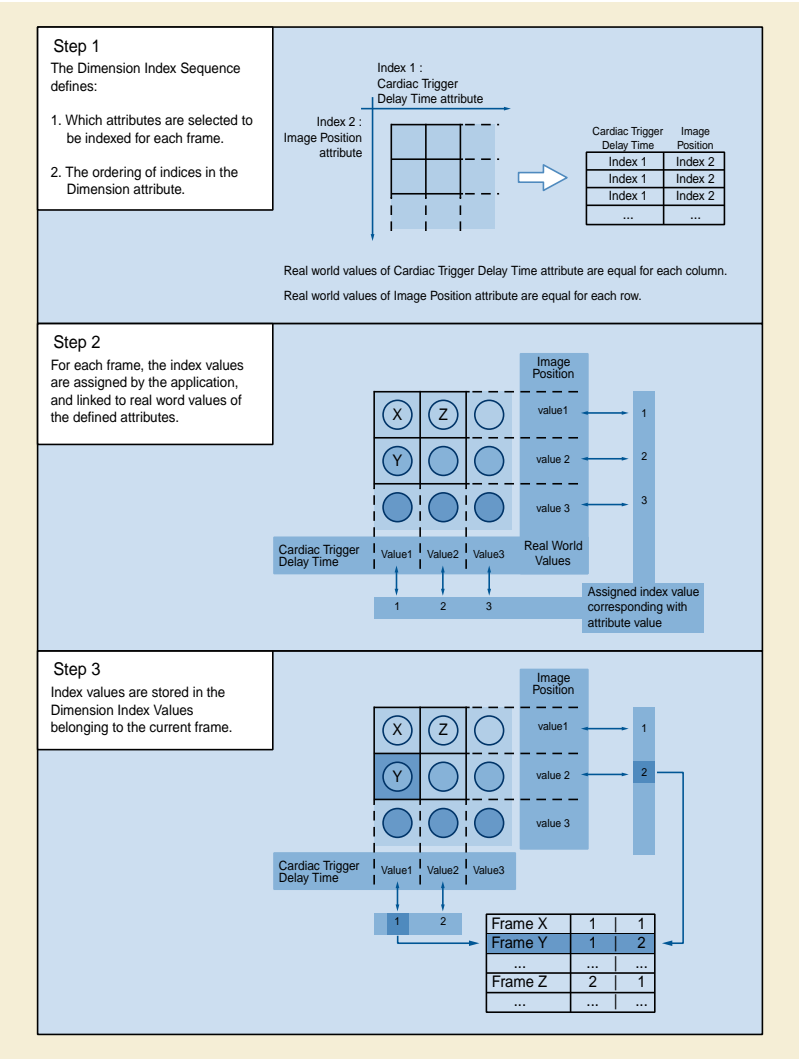 Step 1
The Dimension Index Sequence
defines:
1. Which attributes are selected to
be indexed for each frame.
2. The ordering of indices in the
Dimension attribute.
Index 1 :
Cardiac Trigger
Delay Time attribute
Index 2 :
Image Position
attribute
Cardiac Trigger Image
Delay Time Position
Index 1 Index 2
Index 1 Index 2
Index 1 Index 2
... ...
Real world values of Cardiac Trigger Delay Time attribute are equal for each column.
Real world values of Image Position attribute are equal for each row.
Step 2
For each frame, the index values
are assigned by the application,
and linked to real word values of
the defined attributes.
Image
Position
X Z value1 1
Y value 2 2
value 3 3
Cardiac Trigger
Delay Time
Value1 Value2 Value3
Real World
Values
1 2 3
Assigned index value
corresponding with
attribute value
Step 3
Index values are stored in the
Dimension Index Values
belonging to the current frame.
Image
Position
X Z value1 1
Y value 2 2
value 3
Cardiac Trigger
Delay Time
Value1 Value2 Value3
1 2
Frame X 1 1
Frame Y 1 2
... ... ...
Frame Z 2 1
... ... ...